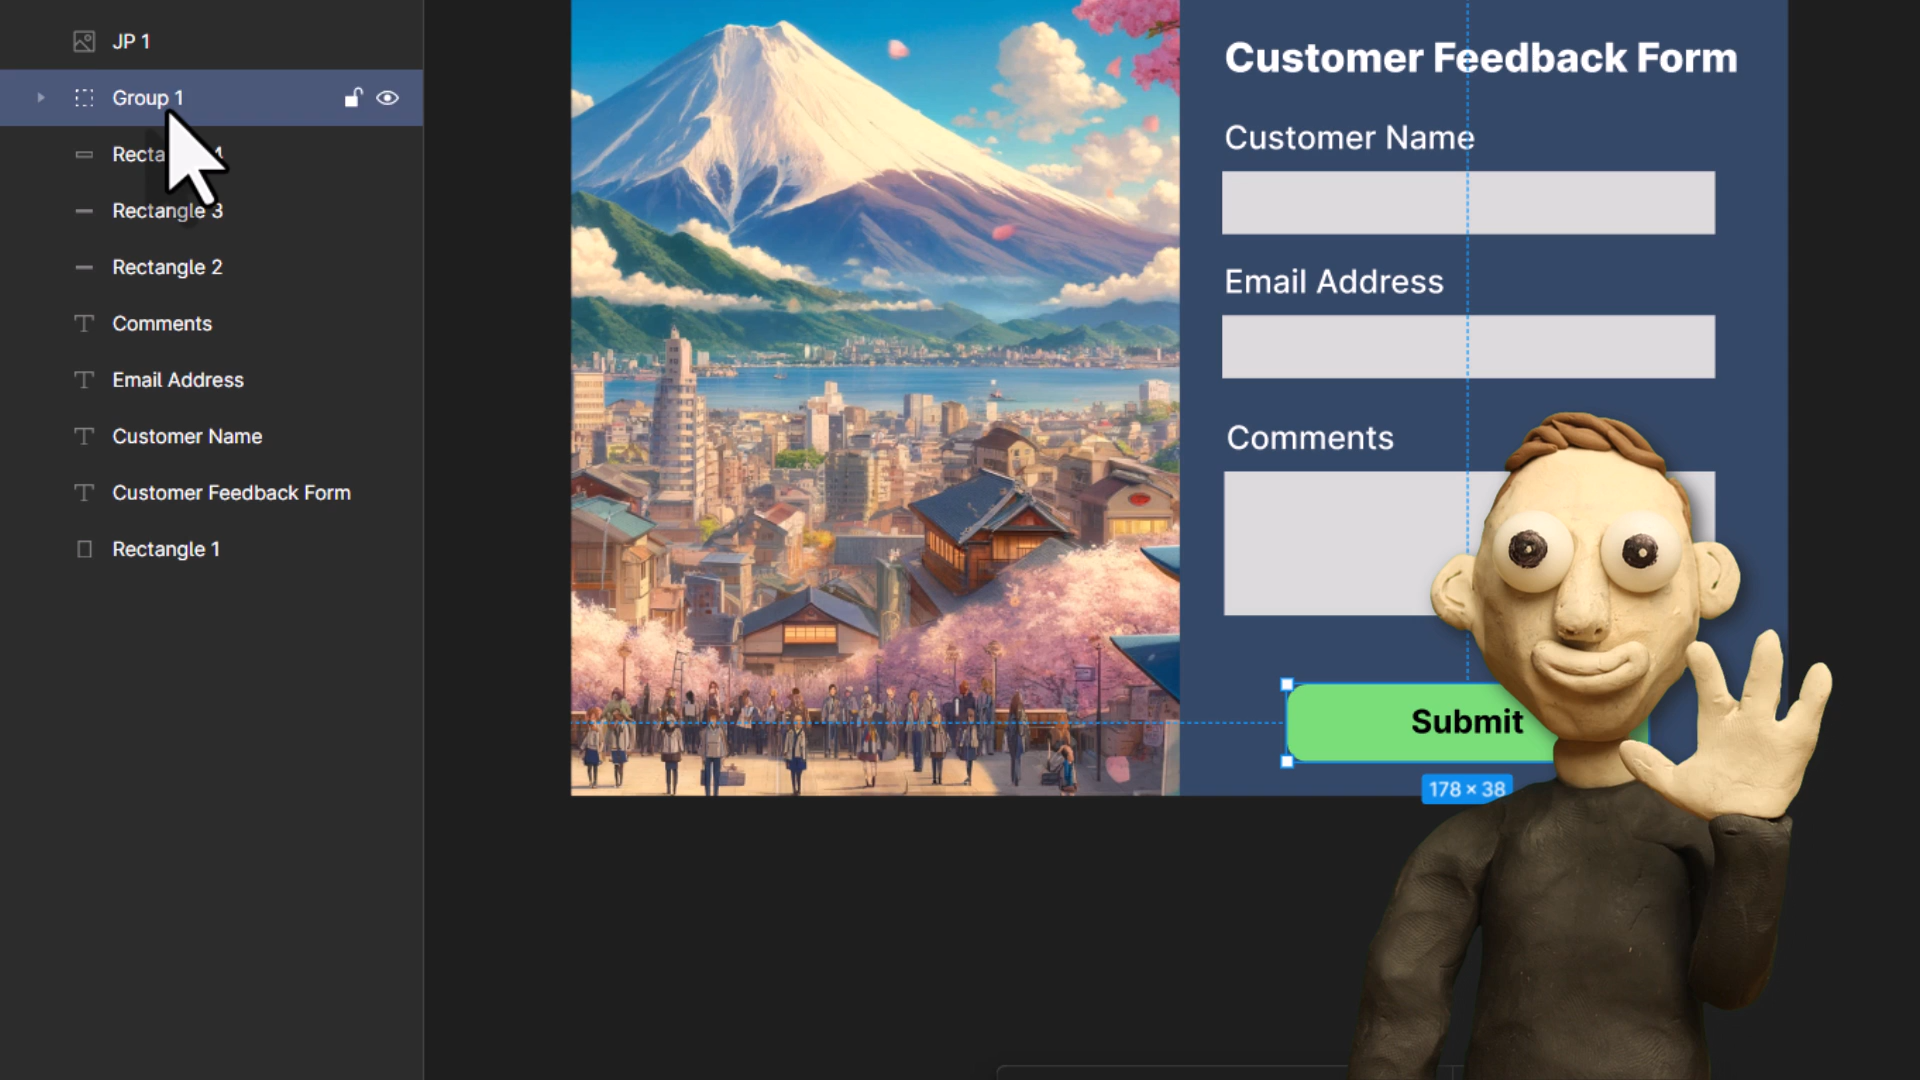 JP 1
Group 1
Recta 4
Rectangle 3
Rectangle 2
Comments
Email Address
Customer Name
Customer Feedback Form
Rectangle 1
Customer Feedback Form
Customer Name
Email Address
Comments
Submit
178 × 38